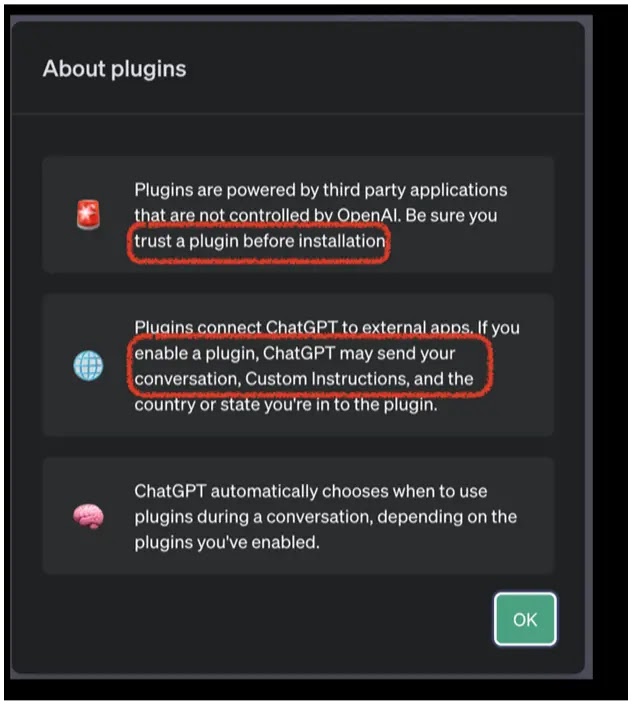 About plugins
Plugins are powered by third party applications
that are not controlled by OpenAI. Be sure you
trust a plugin before installation
Plugins connect ChatGPT to external apps. If you
enable a plugin, ChatGPT may send your
conversation, Custom Instructions, and the
country or state you're in to the plugin.
ChatGPT automatically chooses when to use
plugins during a conversation, depending on the
plugins you've enabled.
OK